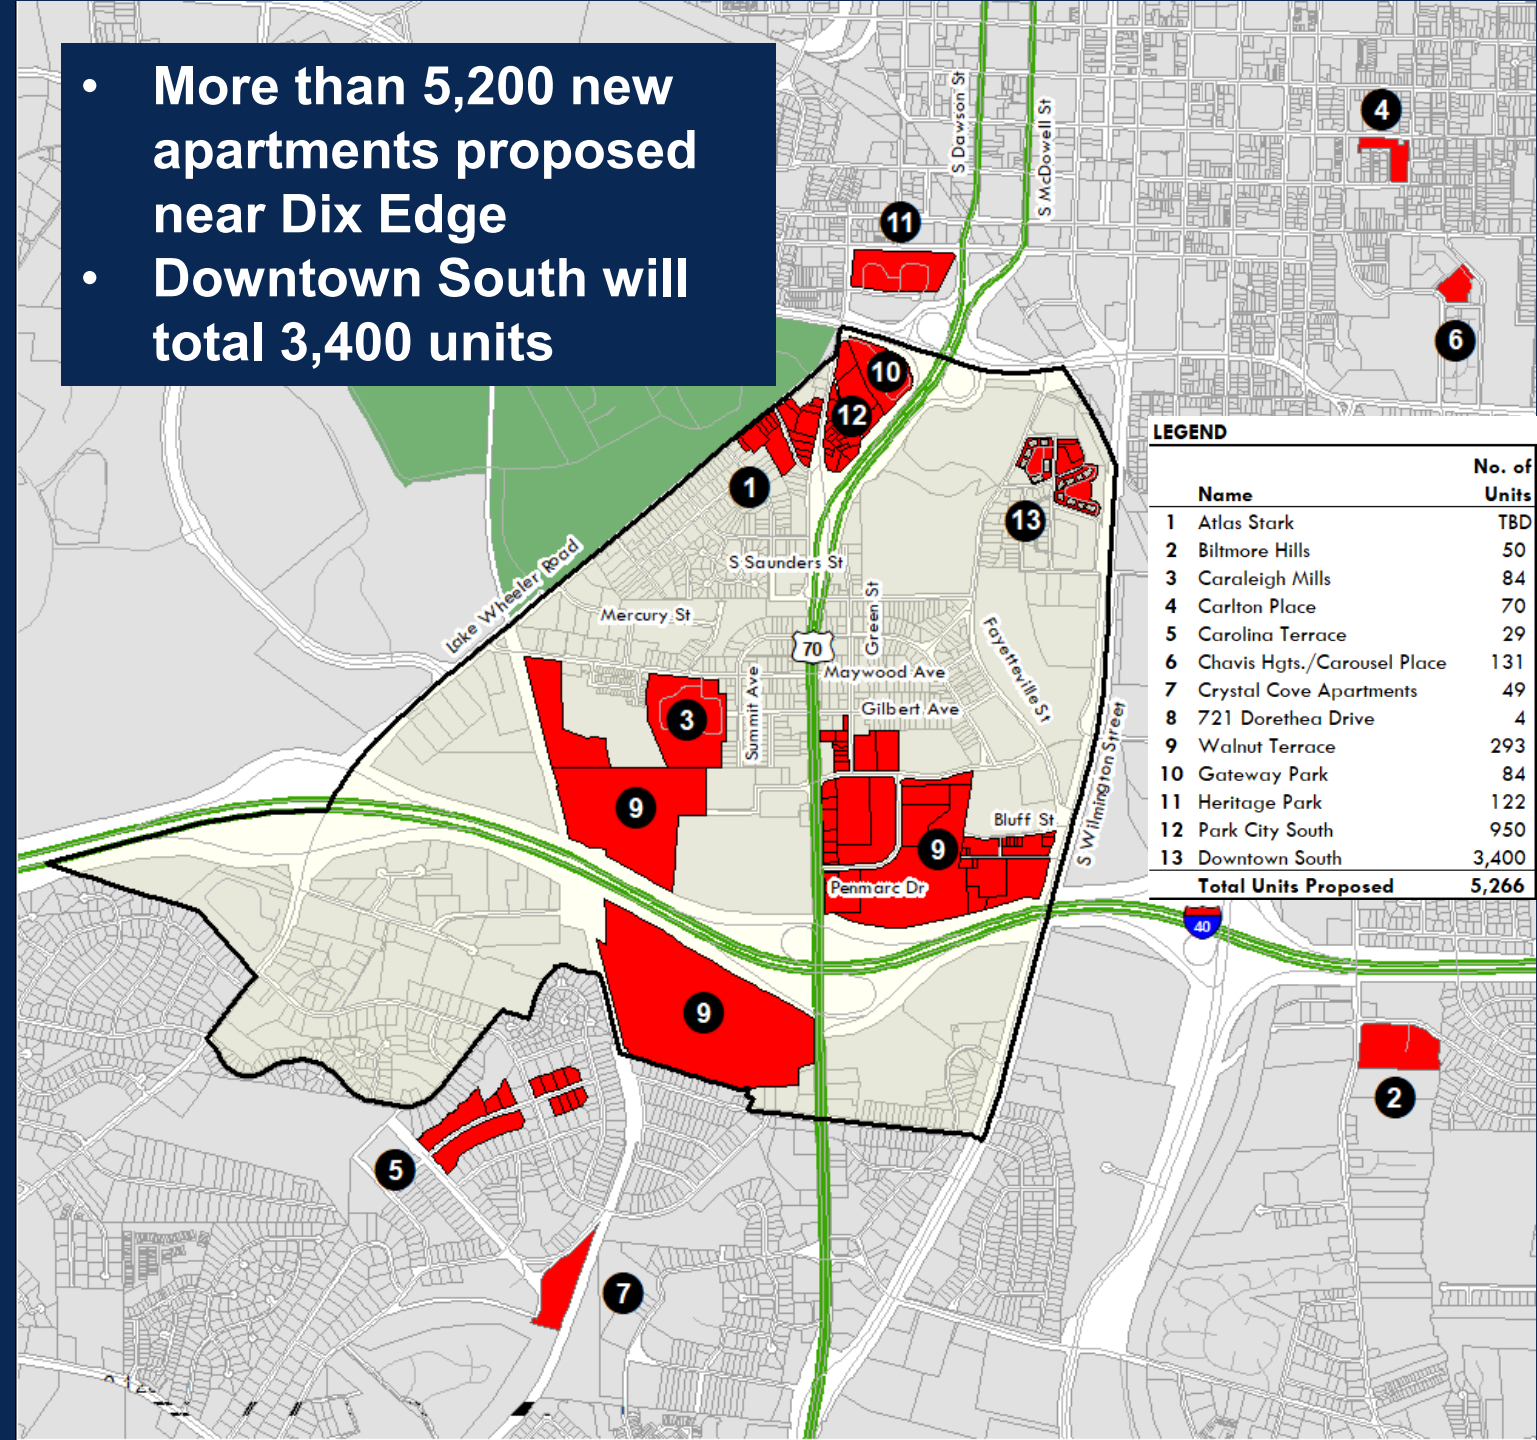 • More than 5,200 new
apartments proposed
near Dix Edge
• Downtown South will
total 3,400 units
S Dawson St
S McDowell St
4
11
6
10
12
1
13
LEGEND
No. of
Name Units
1 Atlas Stark TBD
2 Biltmore Hills 50
3 Caraleigh Mills 84
4 Carlton Place 70
5 Carolina Terrace 29
6 Chavis Hgts./Carousel Place 131
7 Crystal Cove Apartments 49
8 721 Dorethea Drive 4
9 Walnut Terrace 293
10 Gateway Park 84
11 Heritage Park 122
12 Park City South 950
13 Downtown South 3,400
Total Units Proposed 5,266
S Saunders St
Lake Wheeler Road
Mercury St
Green St
70
Fayetteville St
Maywood Ave
Summit Ave
Gilbert Ave
3
S Wilmington Street
9
Bluff St
9
Penmarc Dr
40
9
2
5
7